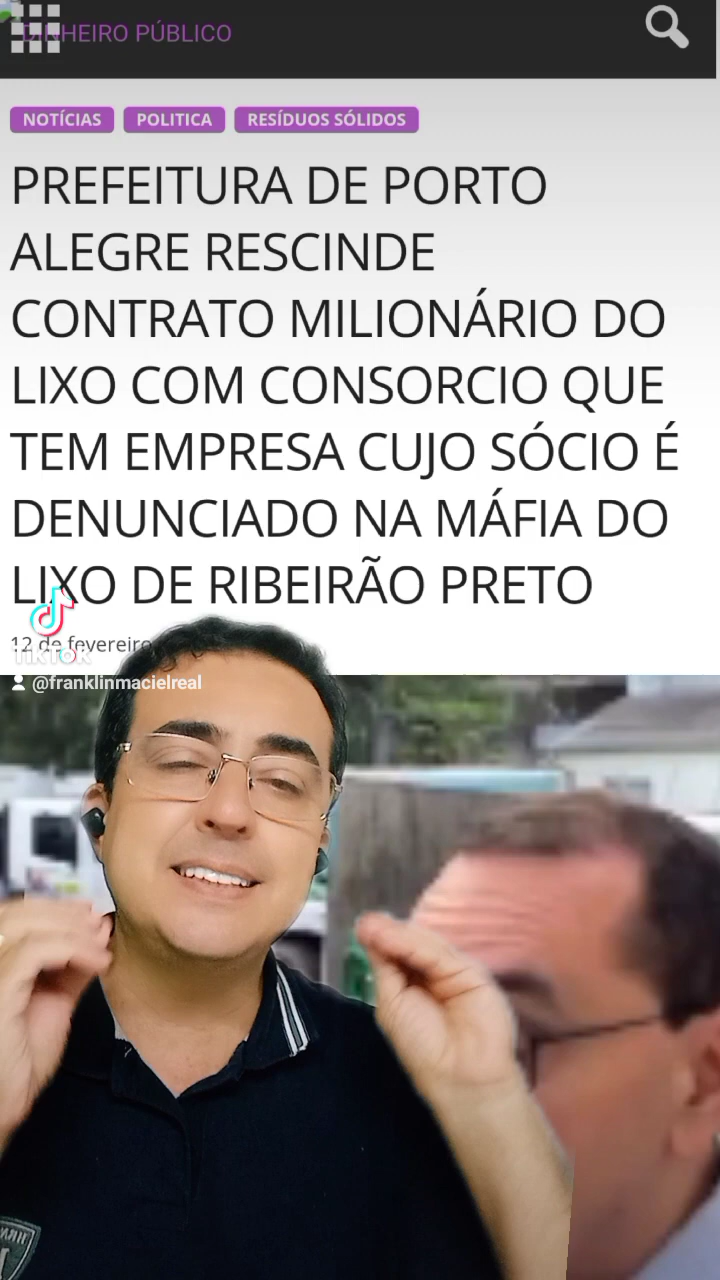 DINHEIRO PÚBLICO
NOTÍCIAS POLITICA RESÍDUOS SÓLIDOS
PREFEITURA DE PORTO
ALEGRE RESCINDE
CONTRATO MILIONÁRIO DO
LIXO COM CONSORCIO QUE
TEM EMPRESA CUJO SÓCIO É
DENUNCIADO NA MÁFIA DO
LIXO DE RIBEIRÃO PRETO
12 de fevereiro
TikTok
@franklinmacielreal